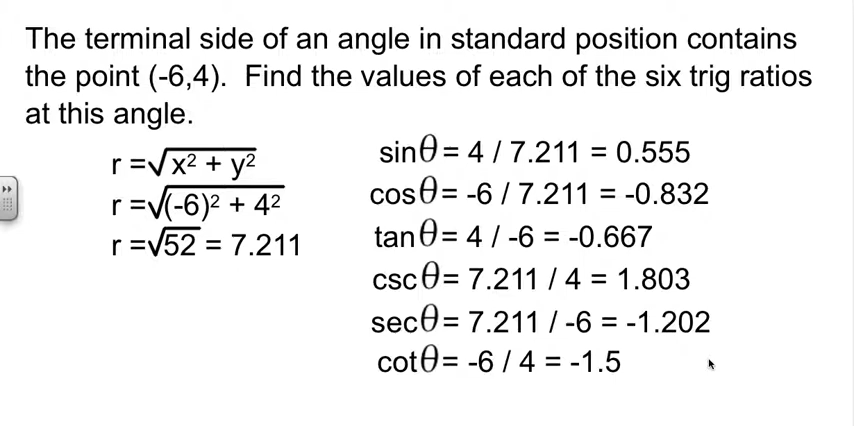 The terminal side of an angle in standard position contains
the point (-6,4). Find the values of each of the six trig ratios
at this angle.
r =√x² + y²
r =√(-6)² + 4²
r =√52 = 7.211
sinθ = 4 / 7.211 = 0.555
cosθ = -6 / 7.211 = -0.832
tanθ = 4 / -6 = -0.667
cscθ = 7.211 / 4 = 1.803
secθ = 7.211 / -6 = -1.202
cotθ = -6 / 4 = -1.5